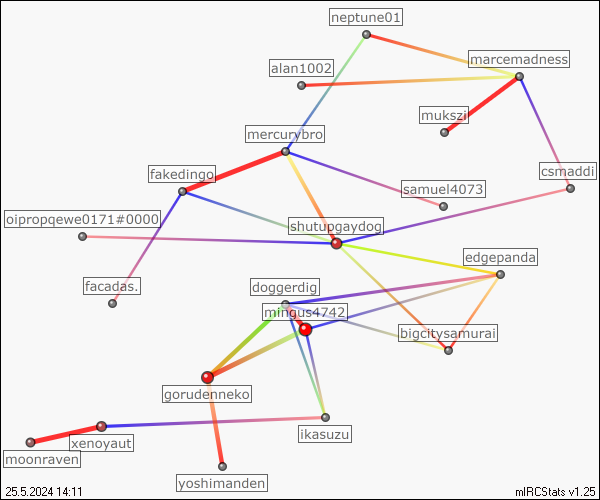 neptune01
marcemadness
alan1002
mukszi
mercurybro
fakedingo
csmaddi
samuel4073
oipropqewe0171#0000
shutupgaydog
edgepanda
facadas.
doggerdig
mingus4742
bigcitysamurai
gorudenneko
ikasuzu
xenoyaut
moonraven
yoshimanden
25.5.2024 14:11
mIRCStats v1.25